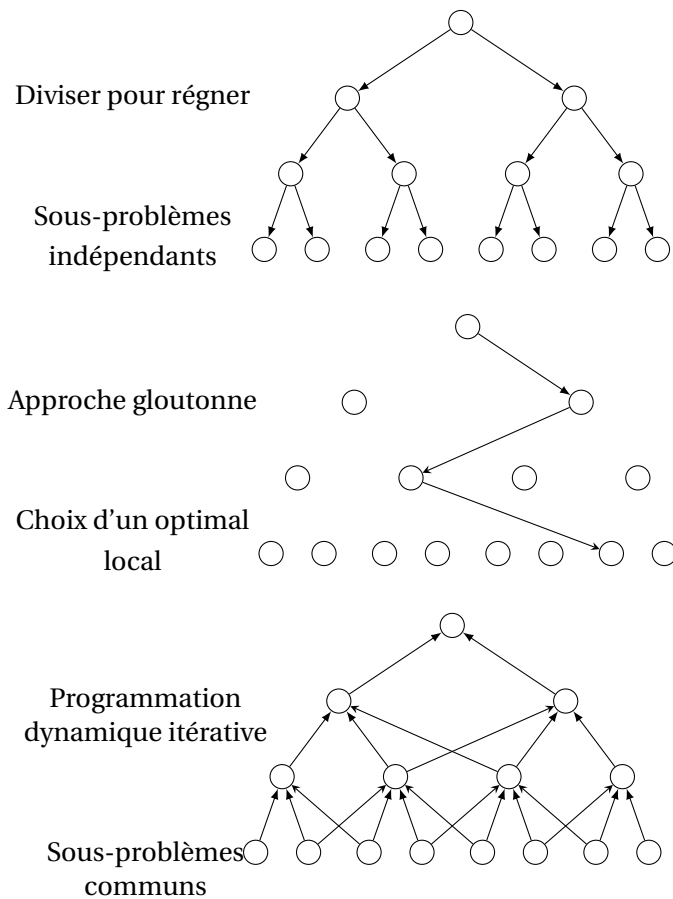 Diviser pour régner
Sous-problèmes
indépendants
Approche gloutonne
Choix d'un optimal
local
Programmation
dynamique itérative
Sous-problèmes
communs